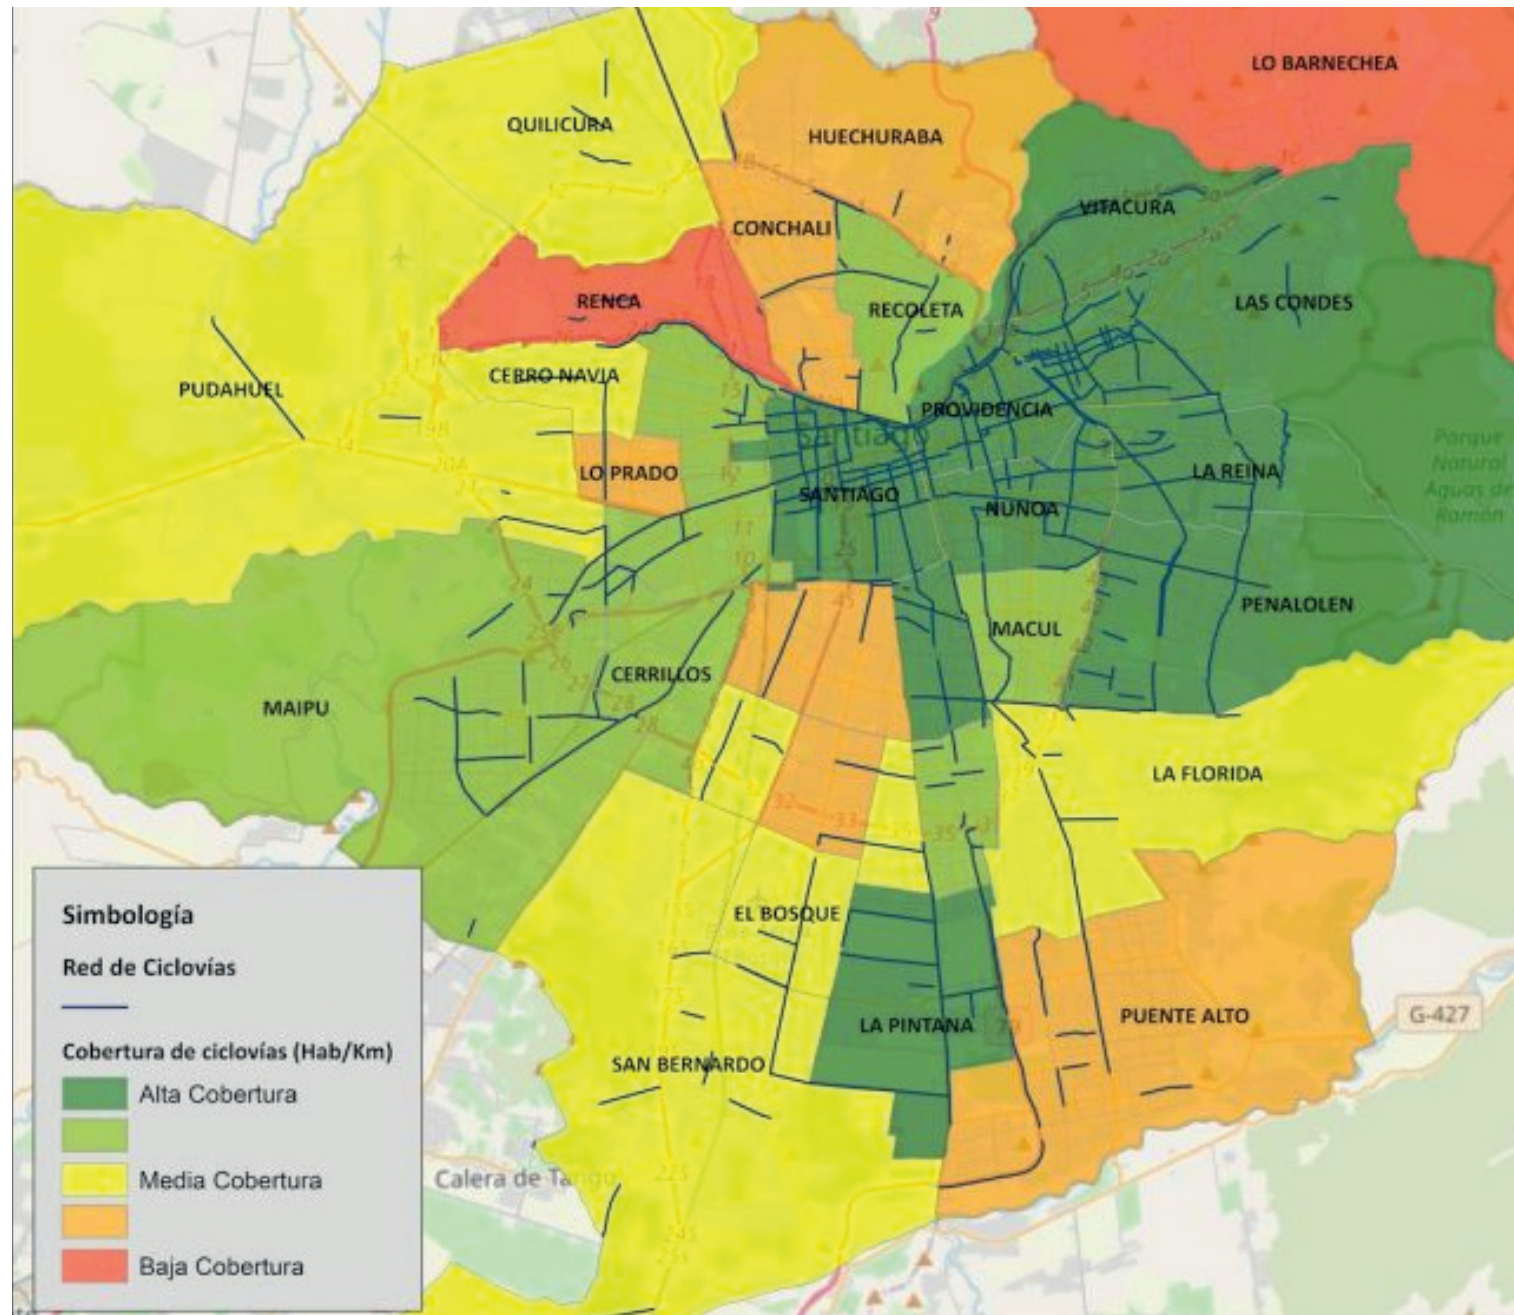 LO BARNECHEA
QUILICURA
HUECHURABA
VITACURA
CONCHALI
RENCA
RECOLETA
LAS CONDES
PUDAHUEL
CERRO NAVIA
PROVIDENCIA
Santiago
LO PRADO
LA REINA
Parque
Natural
Aguas de
Ramón
SANTIAGO
NUNOA
PENALOLEN
MACUL
CERRILLOS
MAIPU
LA FLORIDA
EL BOSQUE
LA PINTANA
PUENTE ALTO
G-427
SAN BERNARDO
Calera de Tango
Simbología
Red de Ciclovías
Cobertura de ciclovías (Hab/Km)
Alta Cobertura
Media Cobertura
Baja Cobertura